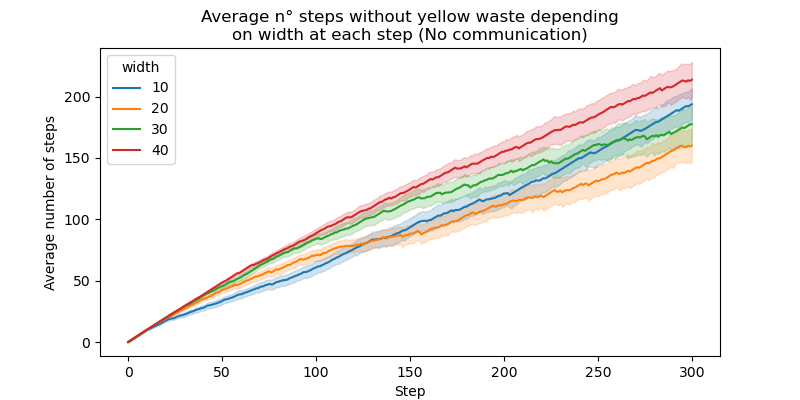 Average n° steps without yellow waste depending
on width at each step (No communication)
width
10
20
30
40
Average number of steps
200
150
100
50
0
0 50 100 150 200 250 300
Step